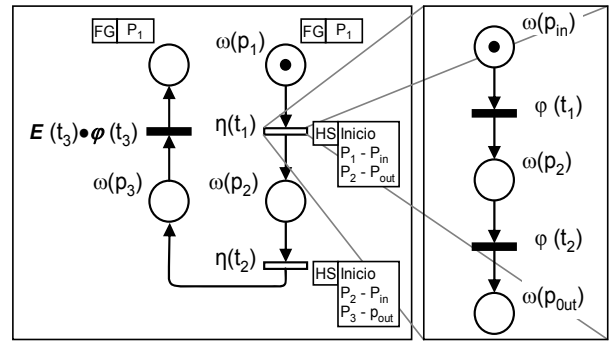 FG P₁
FG P₁
ω(p₁)
E (t₃)●φ (t₃)
η(t₁)
HS Inicio
P₁ - Pᵢₙ
P₂ - Pₒᵤₜ
ω(p₃)
ω(p₂)
η(t₂)
HS Inicio
P₂ - Pᵢₙ
P₃ - pₒᵤₜ
ω(pᵢₙ)
φ (t₁)
ω(p₂)
φ (t₂)
ω(p₀ᵤₜ)